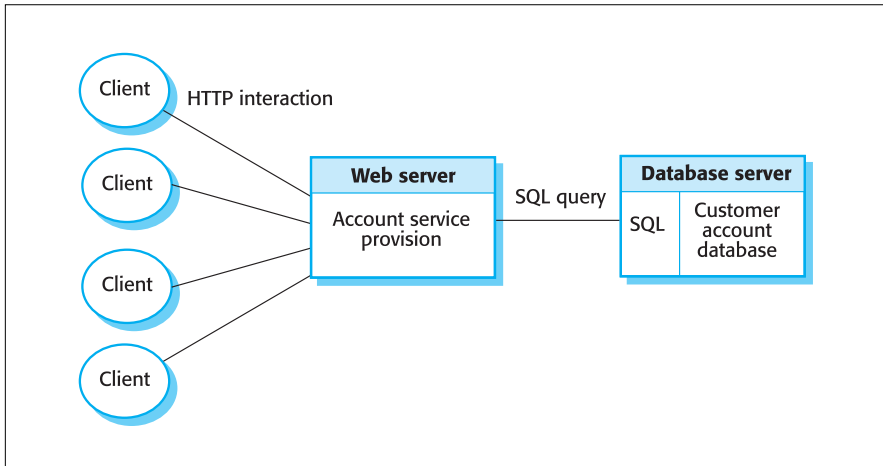 Client
HTTP interaction
Client
Client
Client
Web server
Account service
provision
SQL query
Database server
SQL
Customer
account
database